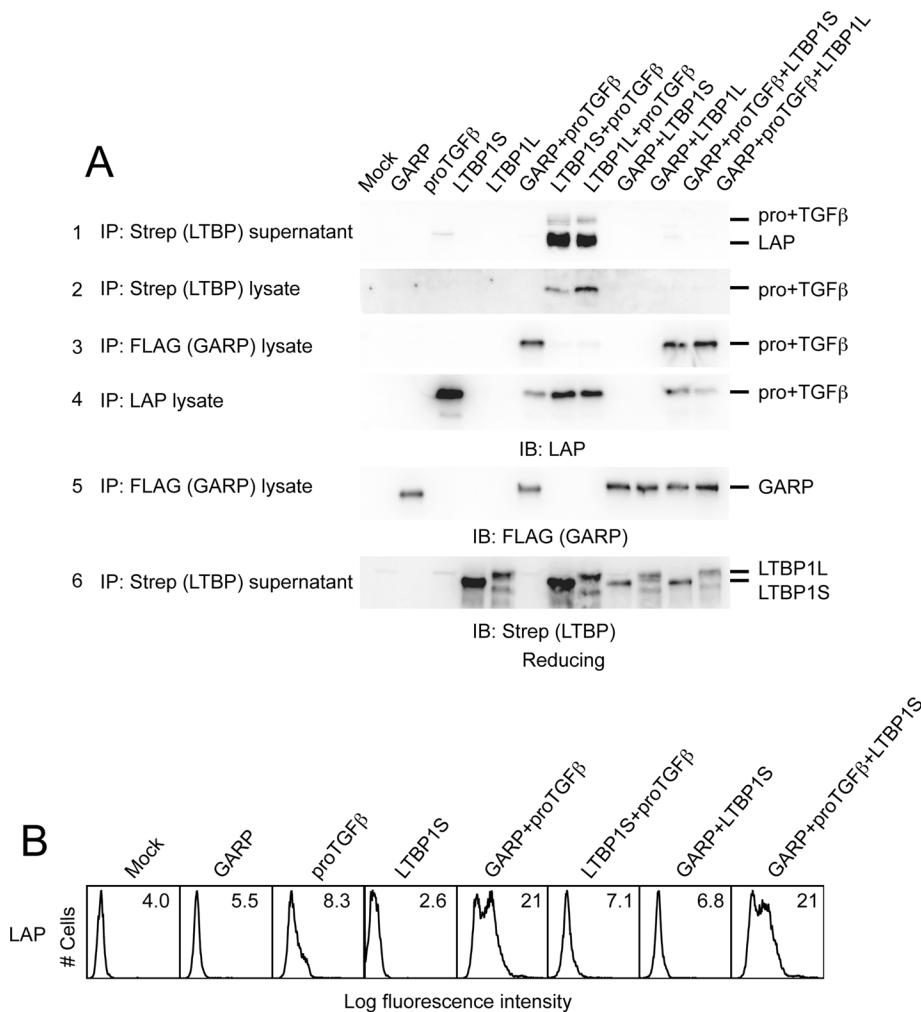 A
Mock
GARP
proTGFβ
LTBP1S
LTBP1L
GARP+proTGFβ
LTBP1S+proTGFβ
LTBP1L+proTGFβ
GARP+LTBP1S
GARP+LTBP1L
GARP+proTGFβ+LTBP1S
GARP+proTGFβ+LTBP1L
1 IP: Strep (LTBP) supernatant
pro+TGFβ
LAP
2 IP: Strep (LTBP) lysate
pro+TGFβ
3 IP: FLAG (GARP) lysate
pro+TGFβ
4 IP: LAP lysate
pro+TGFβ
IB: LAP
5 IP: FLAG (GARP) lysate
GARP
IB: FLAG (GARP)
6 IP: Strep (LTBP) supernatant
LTBP1L
LTBP1S
IB: Strep (LTBP)
Reducing
B
Mock
GARP
proTGFβ
LTBP1S
GARP+proTGFβ
LTBP1S+proTGFβ
GARP+LTBP1S
GARP+proTGFβ+LTBP1S
LAP
# Cells
4.0 5.5 8.3 2.6 21 7.1 6.8 21
Log fluorescence intensity